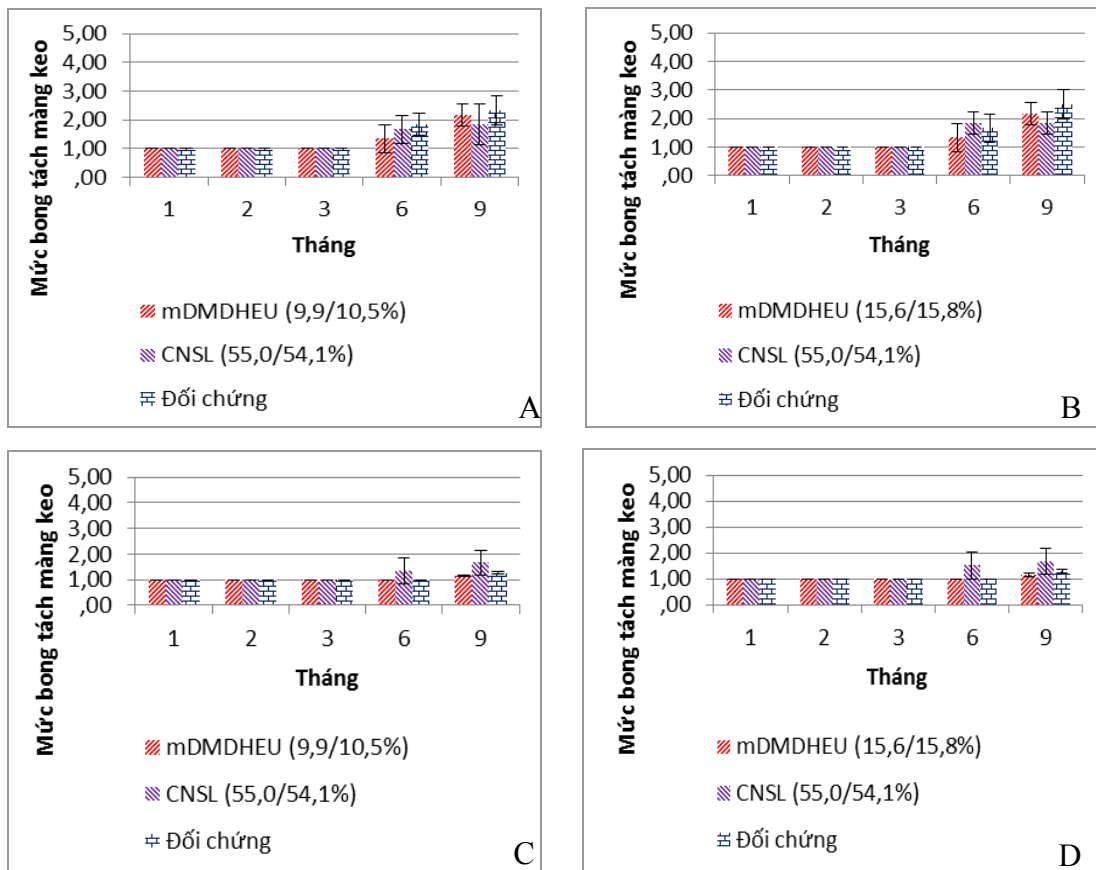 Mức bong tách màng keo
5,00
4,00
3,00
2,00
1,00
,00
1 2 3 6 9
Tháng
mDMDHEU (9,9/10,5%)
CNSL (55,0/54,1%)
Đối chứng
A
Mức bong tách màng keo
5,00
4,00
3,00
2,00
1,00
,00
1 2 3 6 9
Tháng
mDMDHEU (15,6/15,8%)
CNSL (55,0/54,1%)
Đối chứng
B
Mức bong tách màng keo
5,00
4,00
3,00
2,00
1,00
,00
1 2 3 6 9
Tháng
mDMDHEU (9,9/10,5%)
CNSL (55,0/54,1%)
Đối chứng
C
Mức bong tách màng keo
5,00
4,00
3,00
2,00
1,00
,00
1 2 3 6 9
Tháng
mDMDHEU (15,6/15,8%)
CNSL (55,0/54,1%)
Đối chứng
D